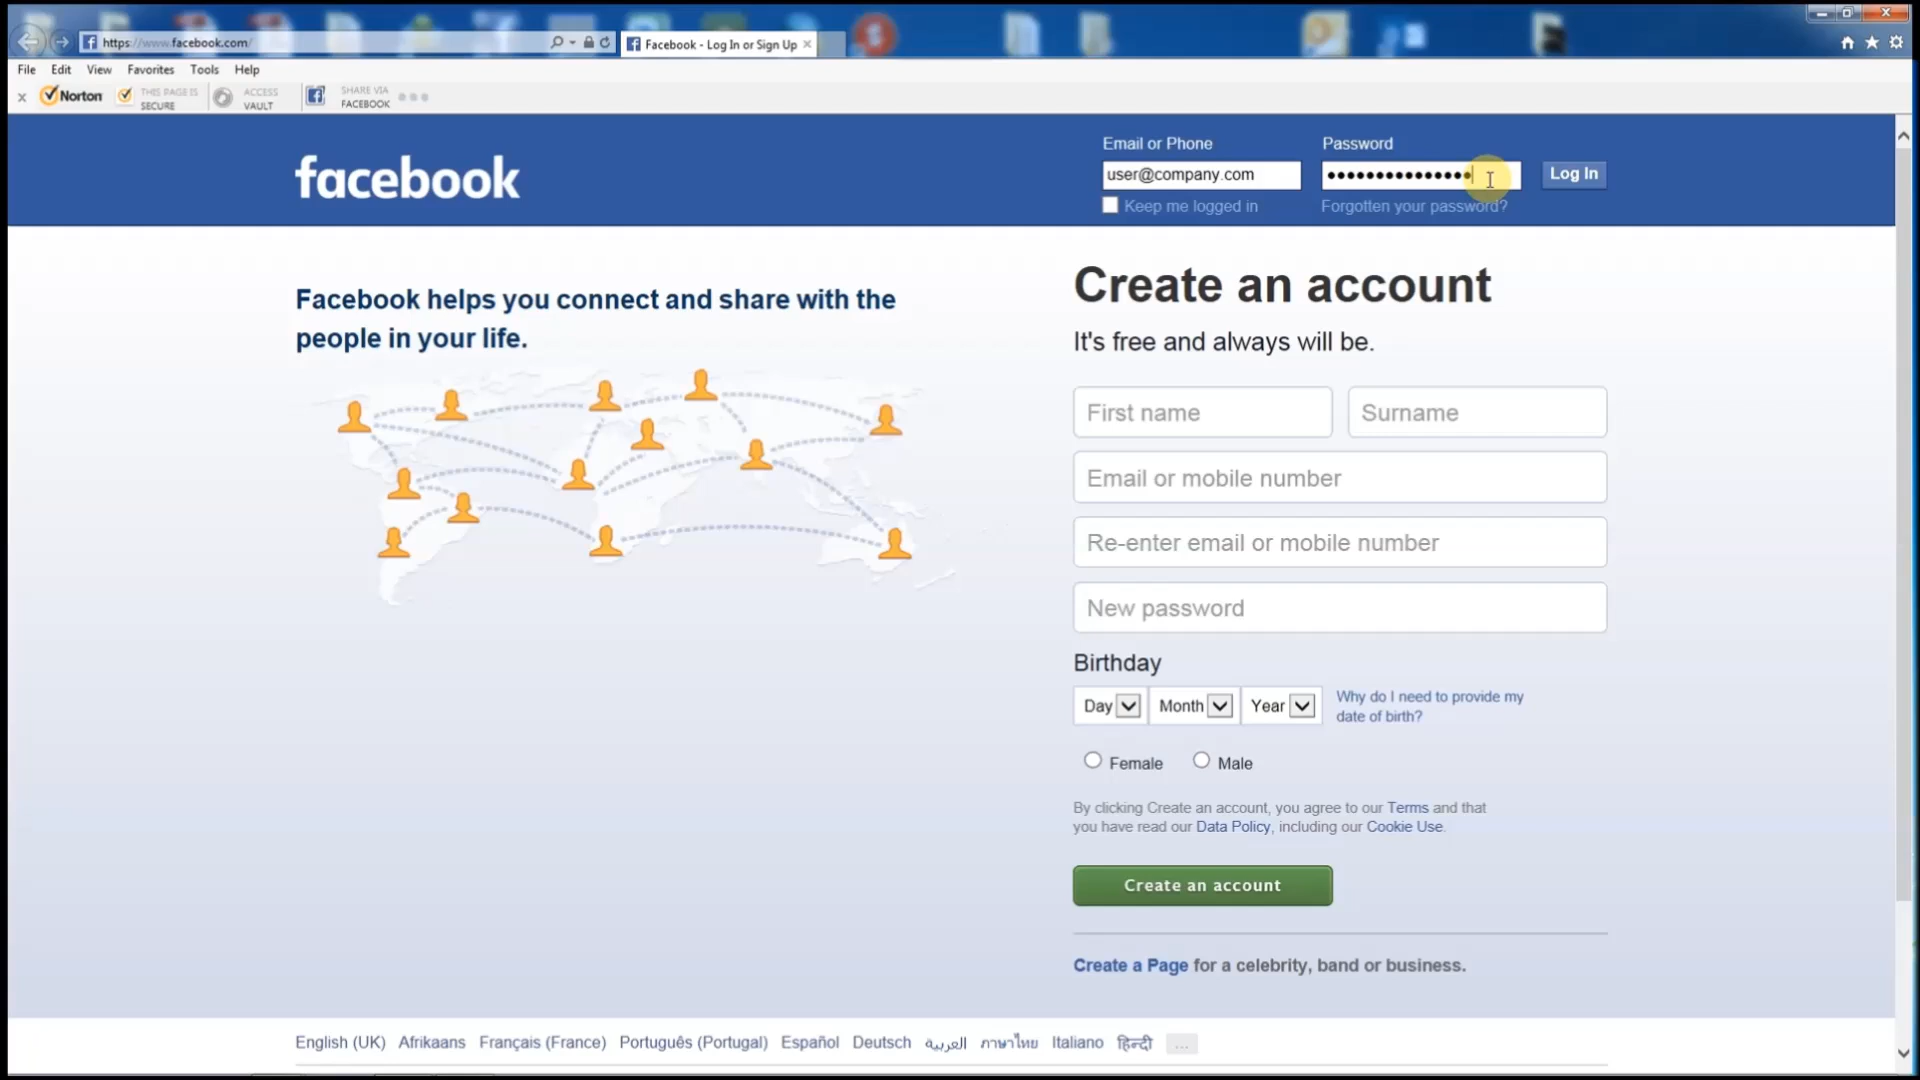 https://www.facebook.com/
Facebook - Log In or Sign Up
File Edit View Favorites Tools Help
Norton
THIS PAGE IS SECURE
ACCESS VAULT
SHARE VIA FACEBOOK
facebook
Email or Phone
Password
user@company.com
Log In
Keep me logged in
Forgotten your password?
Facebook helps you connect and share with the
people in your life.
Create an account
It's free and always will be.
First name
Surname
Email or mobile number
Re-enter email or mobile number
New password
Birthday
Day Month Year
Why do I need to provide my
date of birth?
Female Male
By clicking Create an account, you agree to our Terms and that
you have read our Data Policy, including our Cookie Use.
Create an account
Create a Page for a celebrity, band or business.
English (UK) Afrikaans Français (France) Português (Portugal) Español Deutsch العربية ภาษาไทย Italiano हिन्दी ...